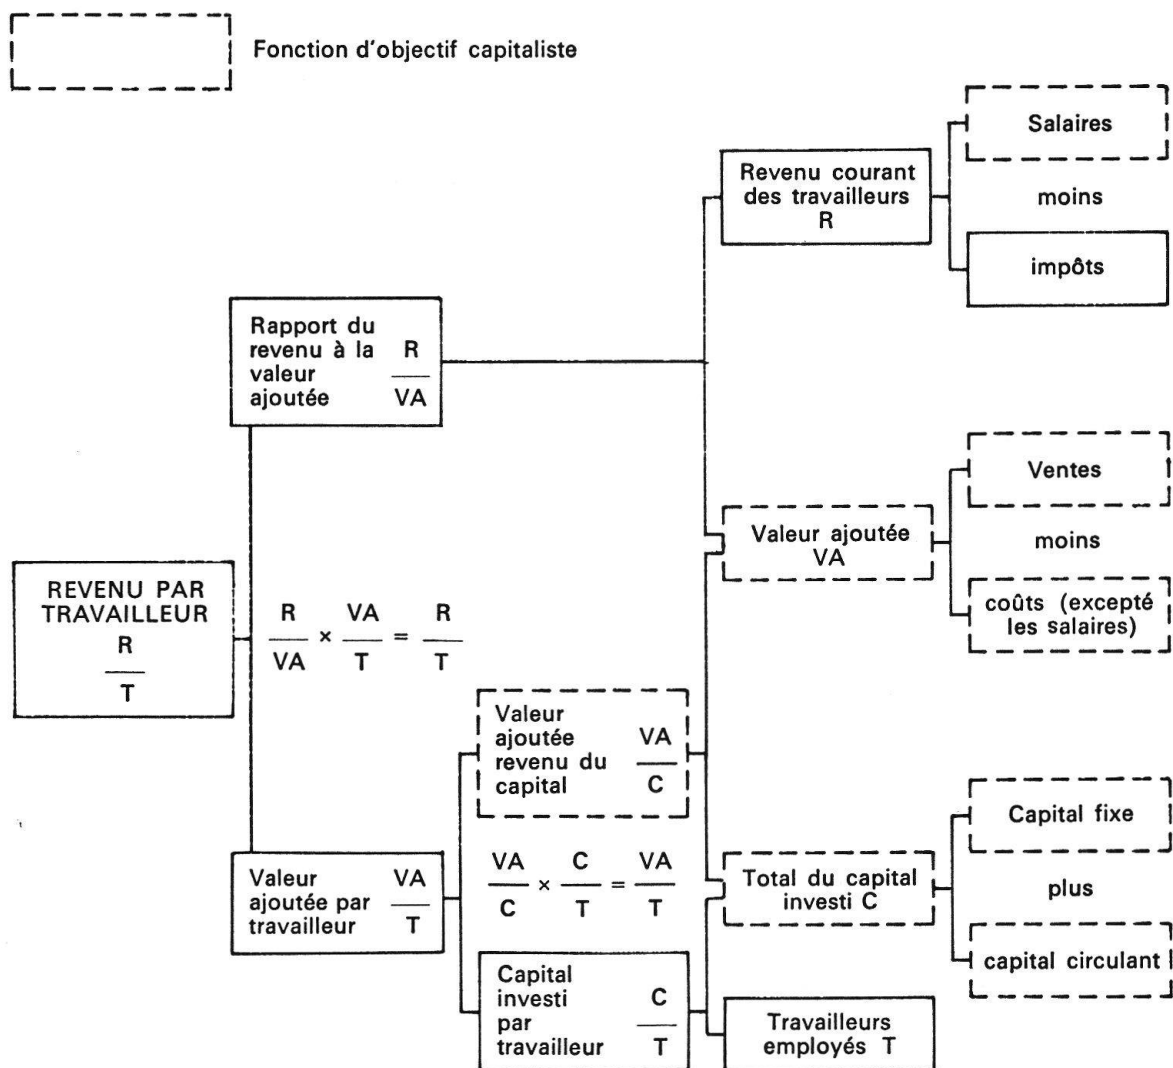 Fonction d'objectif capitaliste
Salaires
moins
impôts
Revenu courant
des travailleurs
R
Rapport du
revenu à la
valeur
ajoutée
R
VA
Ventes
moins
coûts (excepté
les salaires)
Valeur ajoutée
VA
REVENU PAR
TRAVAILLEUR
R
T
R × VA = R
VA T T
Valeur
ajoutée
revenu du
capital
VA
C
Valeur
ajoutée par
travailleur
VA
T
VA × C = VA
C T T
Capital
investi
par
travailleur
C
T
Total du capital
investi C
Capital fixe
plus
capital circulant
Travailleurs
employés T